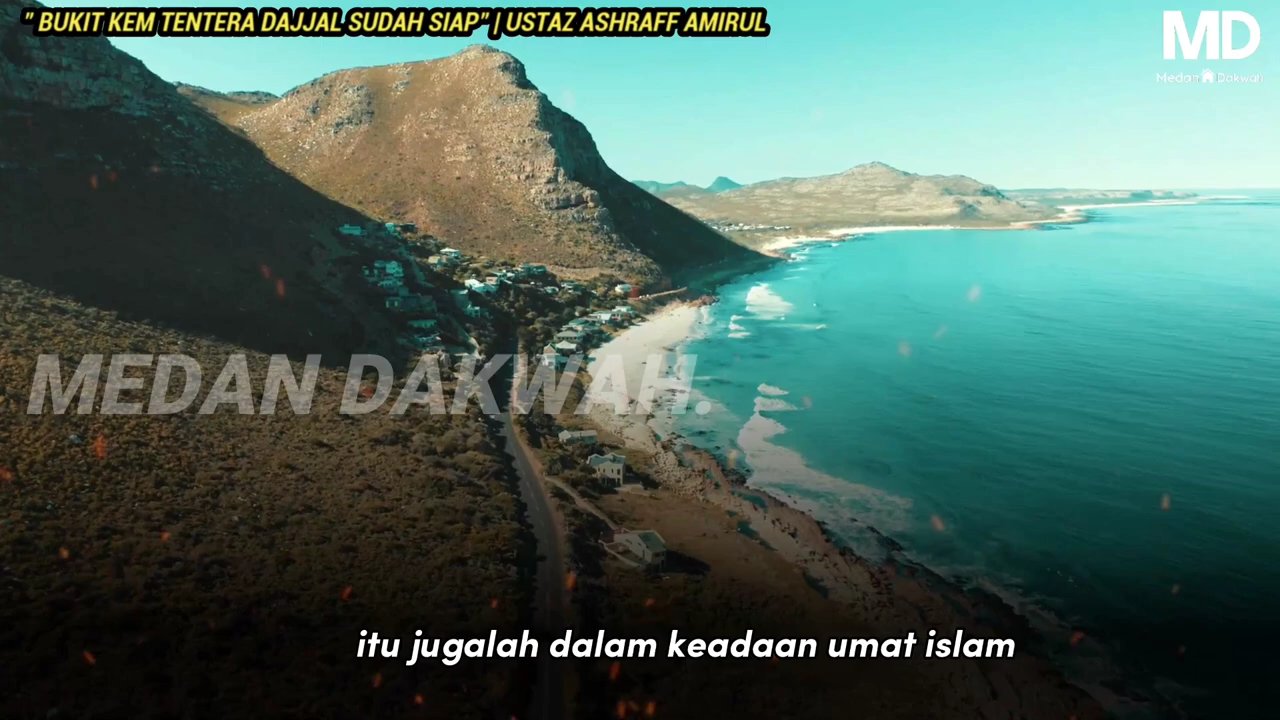 " BUKIT KEM TENTERA DAJJAL SUDAH SIAP" | USTAZ ASHRAFF AMIRUL
MD
Medan Dakwah
MEDAN DAKWAH.
itu jugalah dalam keadaan umat islam